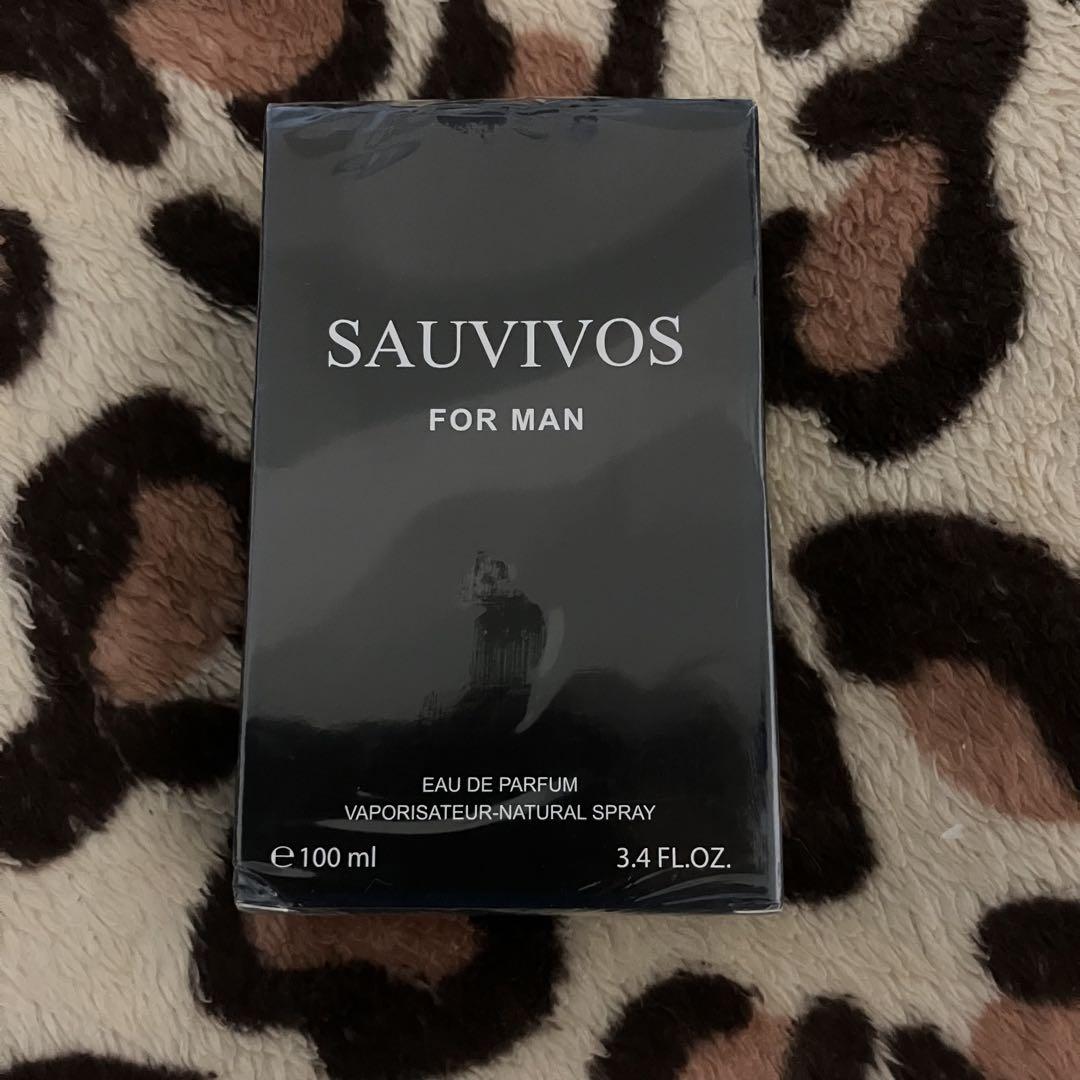 SAUVIVOS
FOR MAN
EAU DE PARFUM
VAPORISATEUR-NATURAL SPRAY
℮ 100 ml 3.4 FL.OZ.